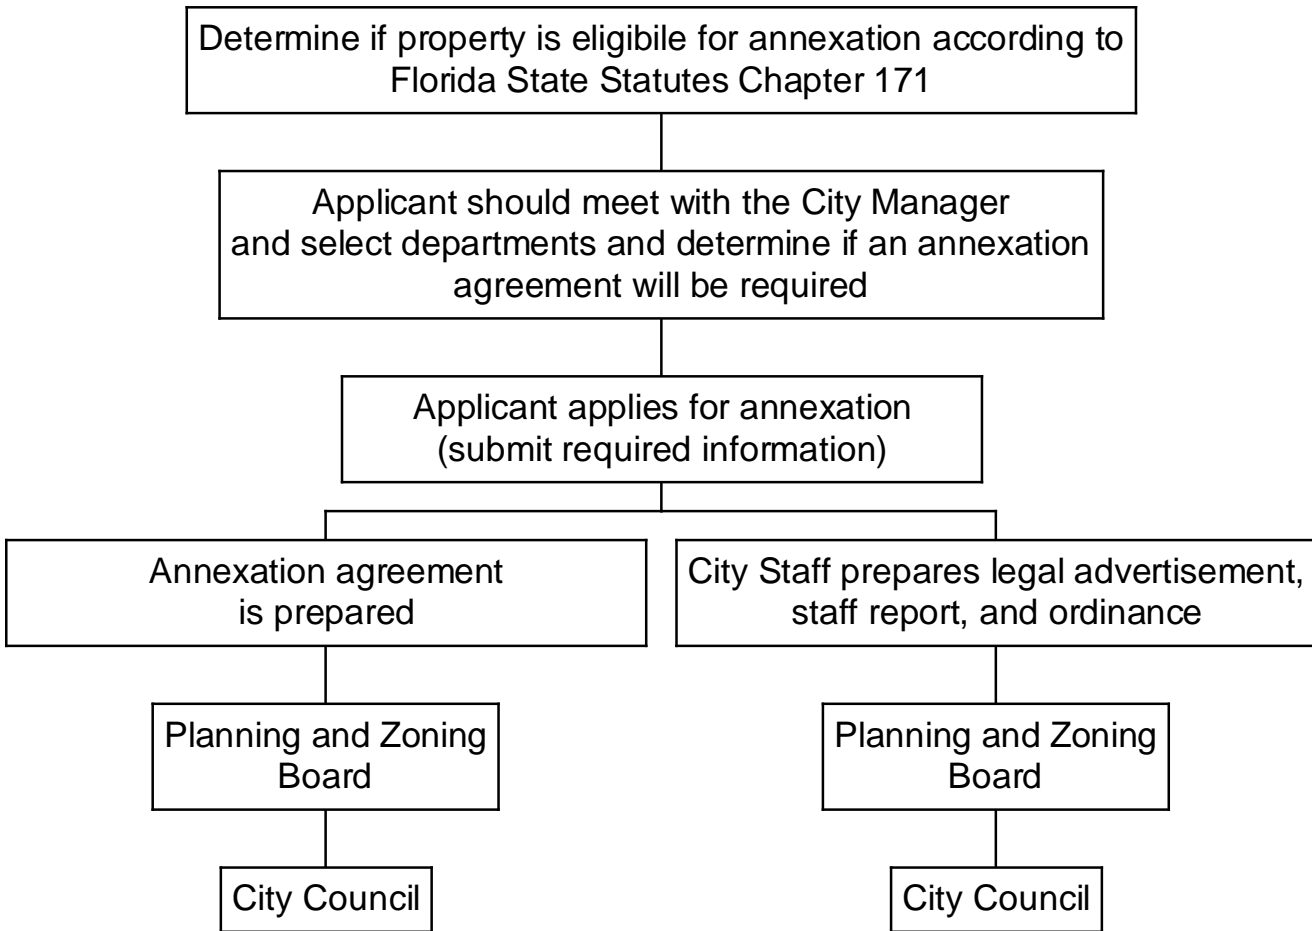 Determine if property is eligibile for annexation according to
Florida State Statutes Chapter 171
Applicant should meet with the City Manager
and select departments and determine if an annexation
agreement will be required
Applicant applies for annexation
(submit required information)
Annexation agreement
is prepared
City Staff prepares legal advertisement,
staff report, and ordinance
Planning and Zoning
Board
Planning and Zoning
Board
City Council
City Council